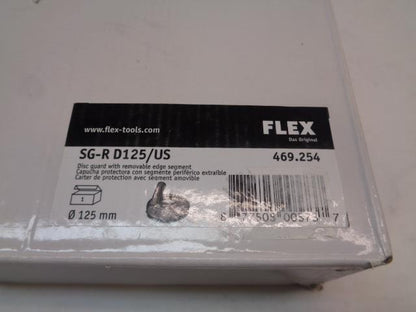 www.flex-tools.com
FLEX
Das Original
SG-R D125/US
469.254
Disc guard with removable edge segment
Capucha protectora con segmente periférico extraíble
Carter de protection avec segment amovible
1
Ø 125 mm